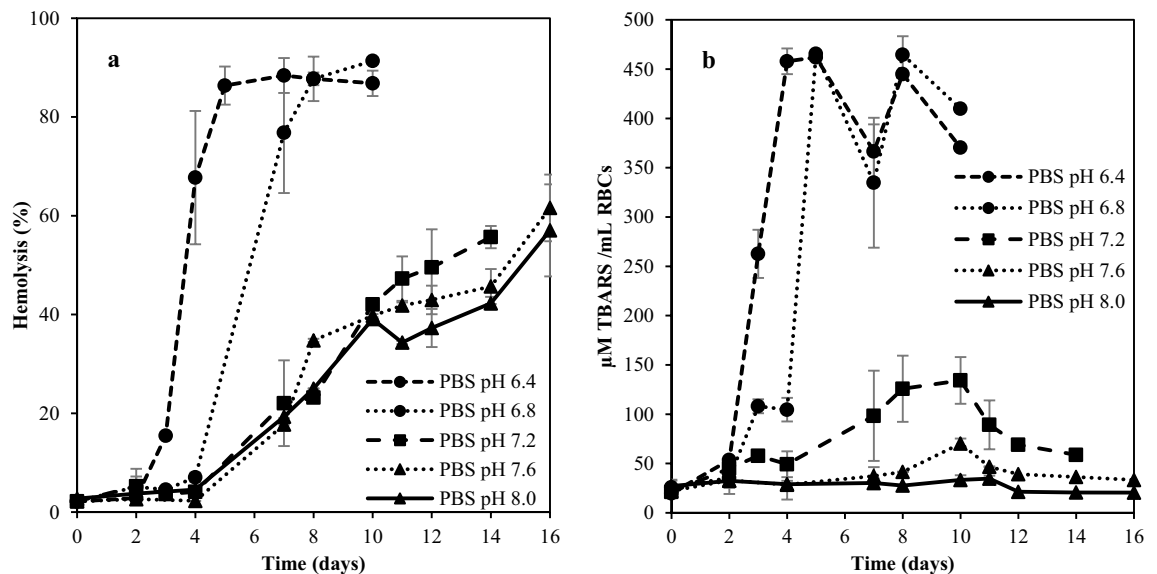 a
Hemolysis (%)
100
80
60
40
20
0
0 2 4 6 8 10 12 14 16
Time (days)
PBS pH 6.4
PBS pH 6.8
PBS pH 7.2
PBS pH 7.6
PBS pH 8.0
b
µM TBARS /mL RBCs
500
450
400
350
300
250
200
150
100
50
0
0 2 4 6 8 10 12 14 16
Time (days)
PBS pH 6.4
PBS pH 6.8
PBS pH 7.2
PBS pH 7.6
PBS pH 8.0